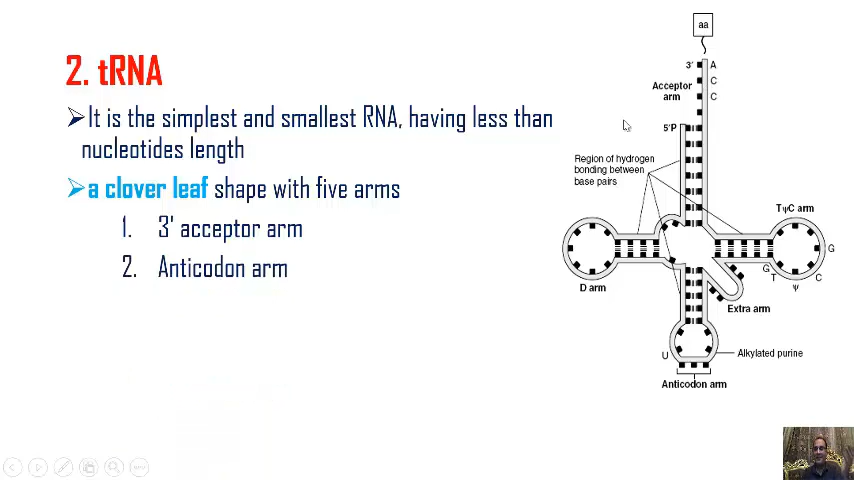 2. tRNA
➢It is the simplest and smallest RNA, having less than
nucleotides length
➢a clover leaf shape with five arms
1. 3' acceptor arm
2. Anticodon arm
aa
3'
A
C
C
Acceptor
arm
5'P
Region of hydrogen
bonding between
base pairs
TψC arm
G
C
ψ
T
G
D arm
Extra arm
U
Alkylated purine
Anticodon arm